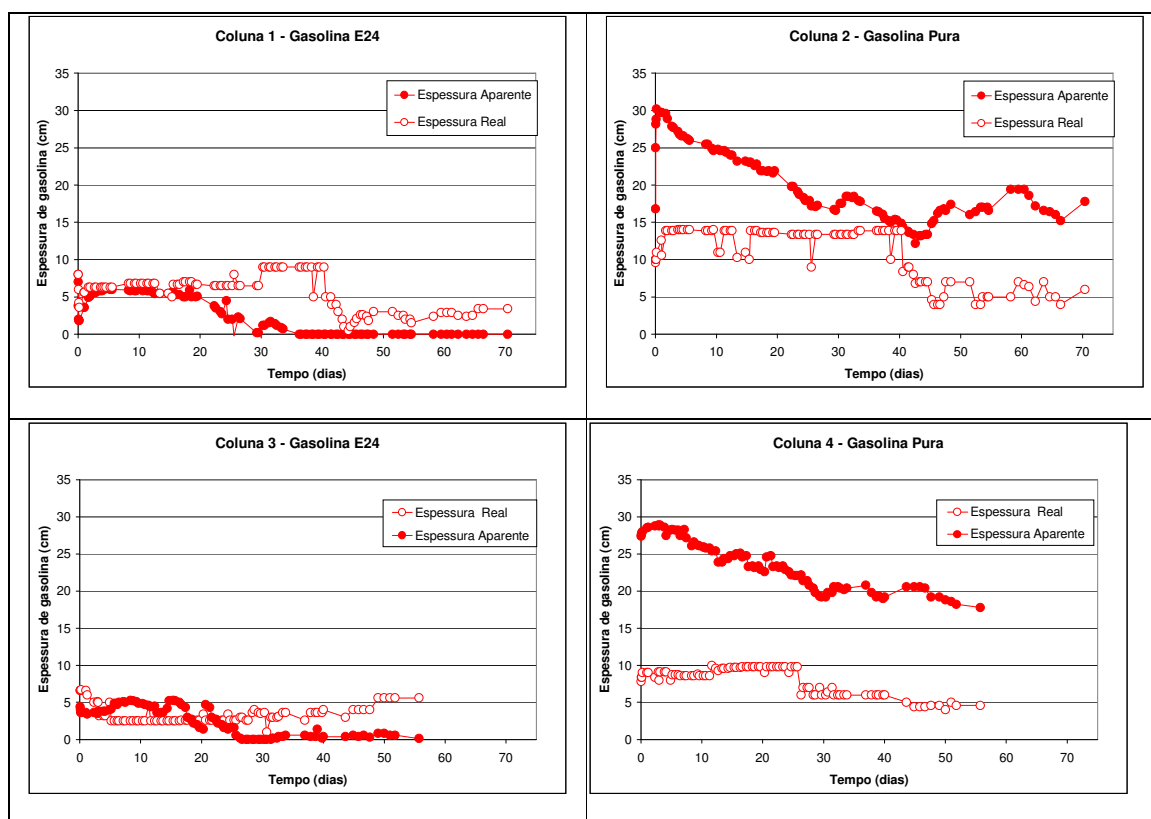 Coluna 1 - Gasolina E24
35
30
25
20
15
10
5
0
Espessura de gasolina (cm)
Espessura Aparente
Espessura Real
0 10 20 30 40 50 60 70
Tempo (dias)
Coluna 2 - Gasolina Pura
35
30
25
20
15
10
5
0
Espessura de gasolina (cm)
Espessura Aparente
Espessura Real
0 10 20 30 40 50 60 70
Tempo (dias)
Coluna 3 - Gasolina E24
35
30
25
20
15
10
5
0
Espessura de gasolina (cm)
Espessura Real
Espessura Aparente
0 10 20 30 40 50 60 70
Tempo (dias)
Coluna 4 - Gasolina Pura
35
30
25
20
15
10
5
0
Espessura de gasolina (cm)
Espessura Real
Espessura Aparente
0 10 20 30 40 50 60 70
Tempo (dias)